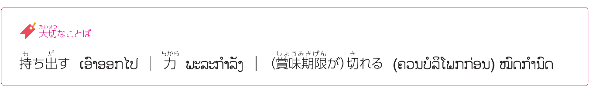 大切なことば
持ち出す ເອົາອອກໄປ | 力 ພະລະກໍາລັງ | (賞味期限が)切れる (ຄວນບໍລິໂພກກ່ອນ) ໝົດກໍານົດ